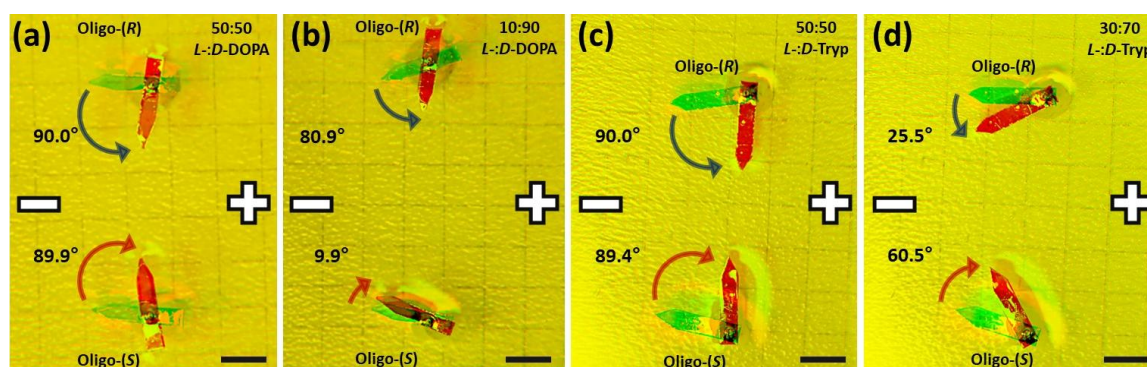 (a)
Oligo-(R)
50:50
L-:D-DOPA
90.0°
89.9°
Oligo-(S)
(b)
Oligo-(R)
10:90
L-:D-DOPA
80.9°
9.9°
Oligo-(S)
(c)
50:50
L-:D-Tryp
Oligo-(R)
90.0°
89.4°
Oligo-(S)
(d)
30:70
L-:D-Tryp
Oligo-(R)
25.5°
60.5°
Oligo-(S)